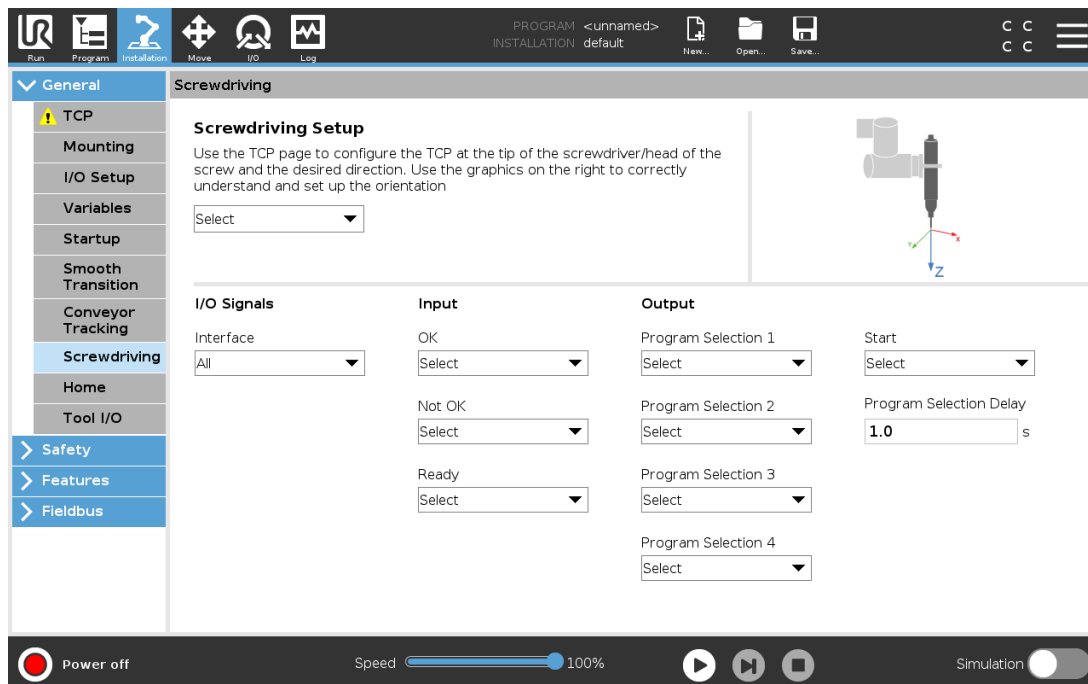 PROGRAM <unnamed>
INSTALLATION default
C C
C C
UR
Run Program Installation Move I/O Log New... Open... Save...
General
TCP
Mounting
I/O Setup
Variables
Startup
Smooth
Transition
Conveyor
Tracking
Screwdriving
Home
Tool I/O
Safety
Features
Fieldbus
Screwdriving
Screwdriving Setup
Use the TCP page to configure the TCP at the tip of the screwdriver/head of the
screw and the desired direction. Use the graphics on the right to correctly
understand and set up the orientation
Select
Y X
Z
I/O Signals
Interface
All
Input
OK
Select
Not OK
Select
Ready
Select
Output
Program Selection 1
Select
Program Selection 2
Select
Program Selection 3
Select
Program Selection 4
Select
Start
Select
Program Selection Delay
1.0 s
Power off
Speed 100%
Simulation